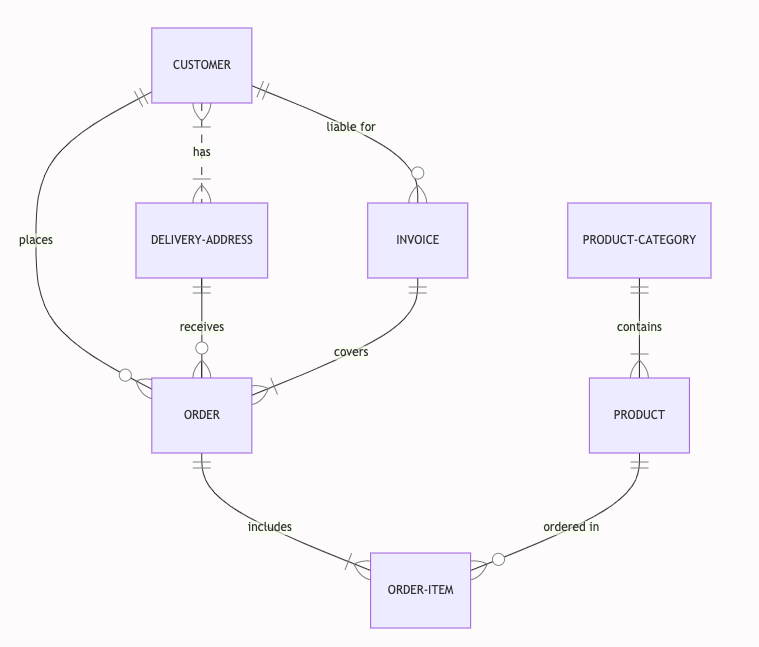 CUSTOMER
liable for
has
places
DELIVERY-ADDRESS
INVOICE
PRODUCT-CATEGORY
receives
contains
covers
ORDER
PRODUCT
includes
ordered in
ORDER-ITEM